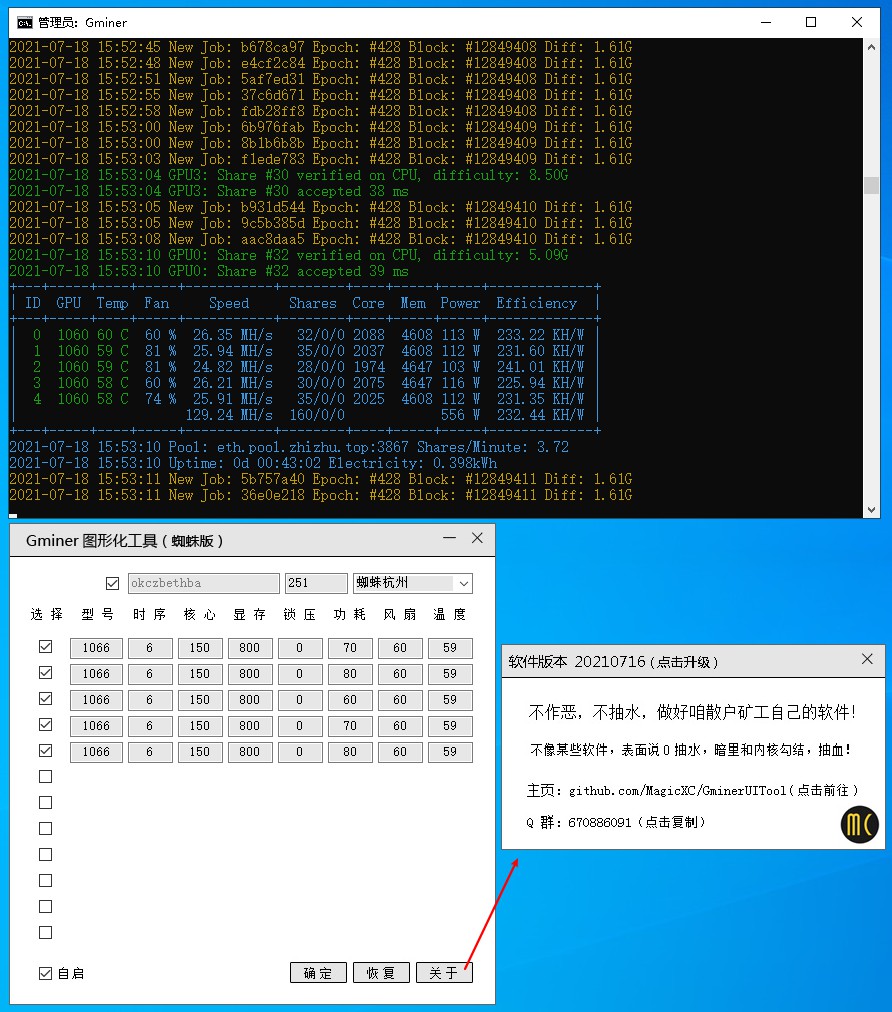 管理员: Gminer
2021-07-18 15:52:45 New Job: b678ca97 Epoch: #428 Block: #12849408 Diff: 1.61G
2021-07-18 15:52:48 New Job: e4cf2c84 Epoch: #428 Block: #12849408 Diff: 1.61G
2021-07-18 15:52:51 New Job: 5af7ed31 Epoch: #428 Block: #12849408 Diff: 1.61G
2021-07-18 15:52:55 New Job: 37c6d671 Epoch: #428 Block: #12849408 Diff: 1.61G
2021-07-18 15:52:58 New Job: fdb28ff8 Epoch: #428 Block: #12849408 Diff: 1.61G
2021-07-18 15:53:00 New Job: 6b976fab Epoch: #428 Block: #12849409 Diff: 1.61G
2021-07-18 15:53:00 New Job: 8b1b6b8b Epoch: #428 Block: #12849409 Diff: 1.61G
2021-07-18 15:53:03 New Job: f1ede783 Epoch: #428 Block: #12849409 Diff: 1.61G
2021-07-18 15:53:04 GPU3: Share #30 verified on CPU, difficulty: 8.50G
2021-07-18 15:53:04 GPU3: Share #30 accepted 38 ms
2021-07-18 15:53:05 New Job: b931d544 Epoch: #428 Block: #12849410 Diff: 1.61G
2021-07-18 15:53:05 New Job: 9c5b385d Epoch: #428 Block: #12849410 Diff: 1.61G
2021-07-18 15:53:08 New Job: aac8daa5 Epoch: #428 Block: #12849410 Diff: 1.61G
2021-07-18 15:53:10 GPU0: Share #32 verified on CPU, difficulty: 5.09G
2021-07-18 15:53:10 GPU0: Share #32 accepted 39 ms
ID GPU Temp Fan Speed Shares Core Mem Power Efficiency
0 1060 60 C 60 % 26.35 MH/s 32/0/0 2088 4608 113 W 233.22 KH/W
1 1060 59 C 81 % 25.94 MH/s 35/0/0 2037 4608 112 W 231.60 KH/W
2 1060 59 C 81 % 24.82 MH/s 28/0/0 1974 4647 103 W 241.01 KH/W
3 1060 58 C 60 % 26.21 MH/s 30/0/0 2075 4647 116 W 225.94 KH/W
4 1060 58 C 74 % 25.91 MH/s 35/0/0 2025 4608 112 W 231.35 KH/W
129.24 MH/s 160/0/0 556 W 232.44 KH/W
2021-07-18 15:53:10 Pool: eth.pool.zhizhu.top:3867 Shares/Minute: 3.72
2021-07-18 15:53:10 Uptime: 0d 00:43:02 Electricity: 0.398kWh
2021-07-18 15:53:11 New Job: 5b757a40 Epoch: #428 Block: #12849411 Diff: 1.61G
2021-07-18 15:53:11 New Job: 36e0e218 Epoch: #428 Block: #12849411 Diff: 1.61G
Gminer 图形化工具（蜘蛛版）
okczbethba 251 蜘蛛杭州
选 择 型 号 时 序 核 心 显 存 锁 压 功 耗 风 扇 温 度
1066 6 150 800 0 70 60 59
1066 6 150 800 0 80 60 59
1066 6 150 800 0 60 60 59
1066 6 150 800 0 70 60 59
1066 6 150 800 0 80 60 59
自启 确 定 恢 复 关 于
软件版本 20210716（点击升级）
不作恶，不抽水，做好咱散户矿工自己的软件！
不像某些软件，表面说0抽水，暗里和内核勾结，抽血！
主页：github.com/MagicXC/GminerUITool（点击前往）
Q 群：670886091（点击复制）
MC